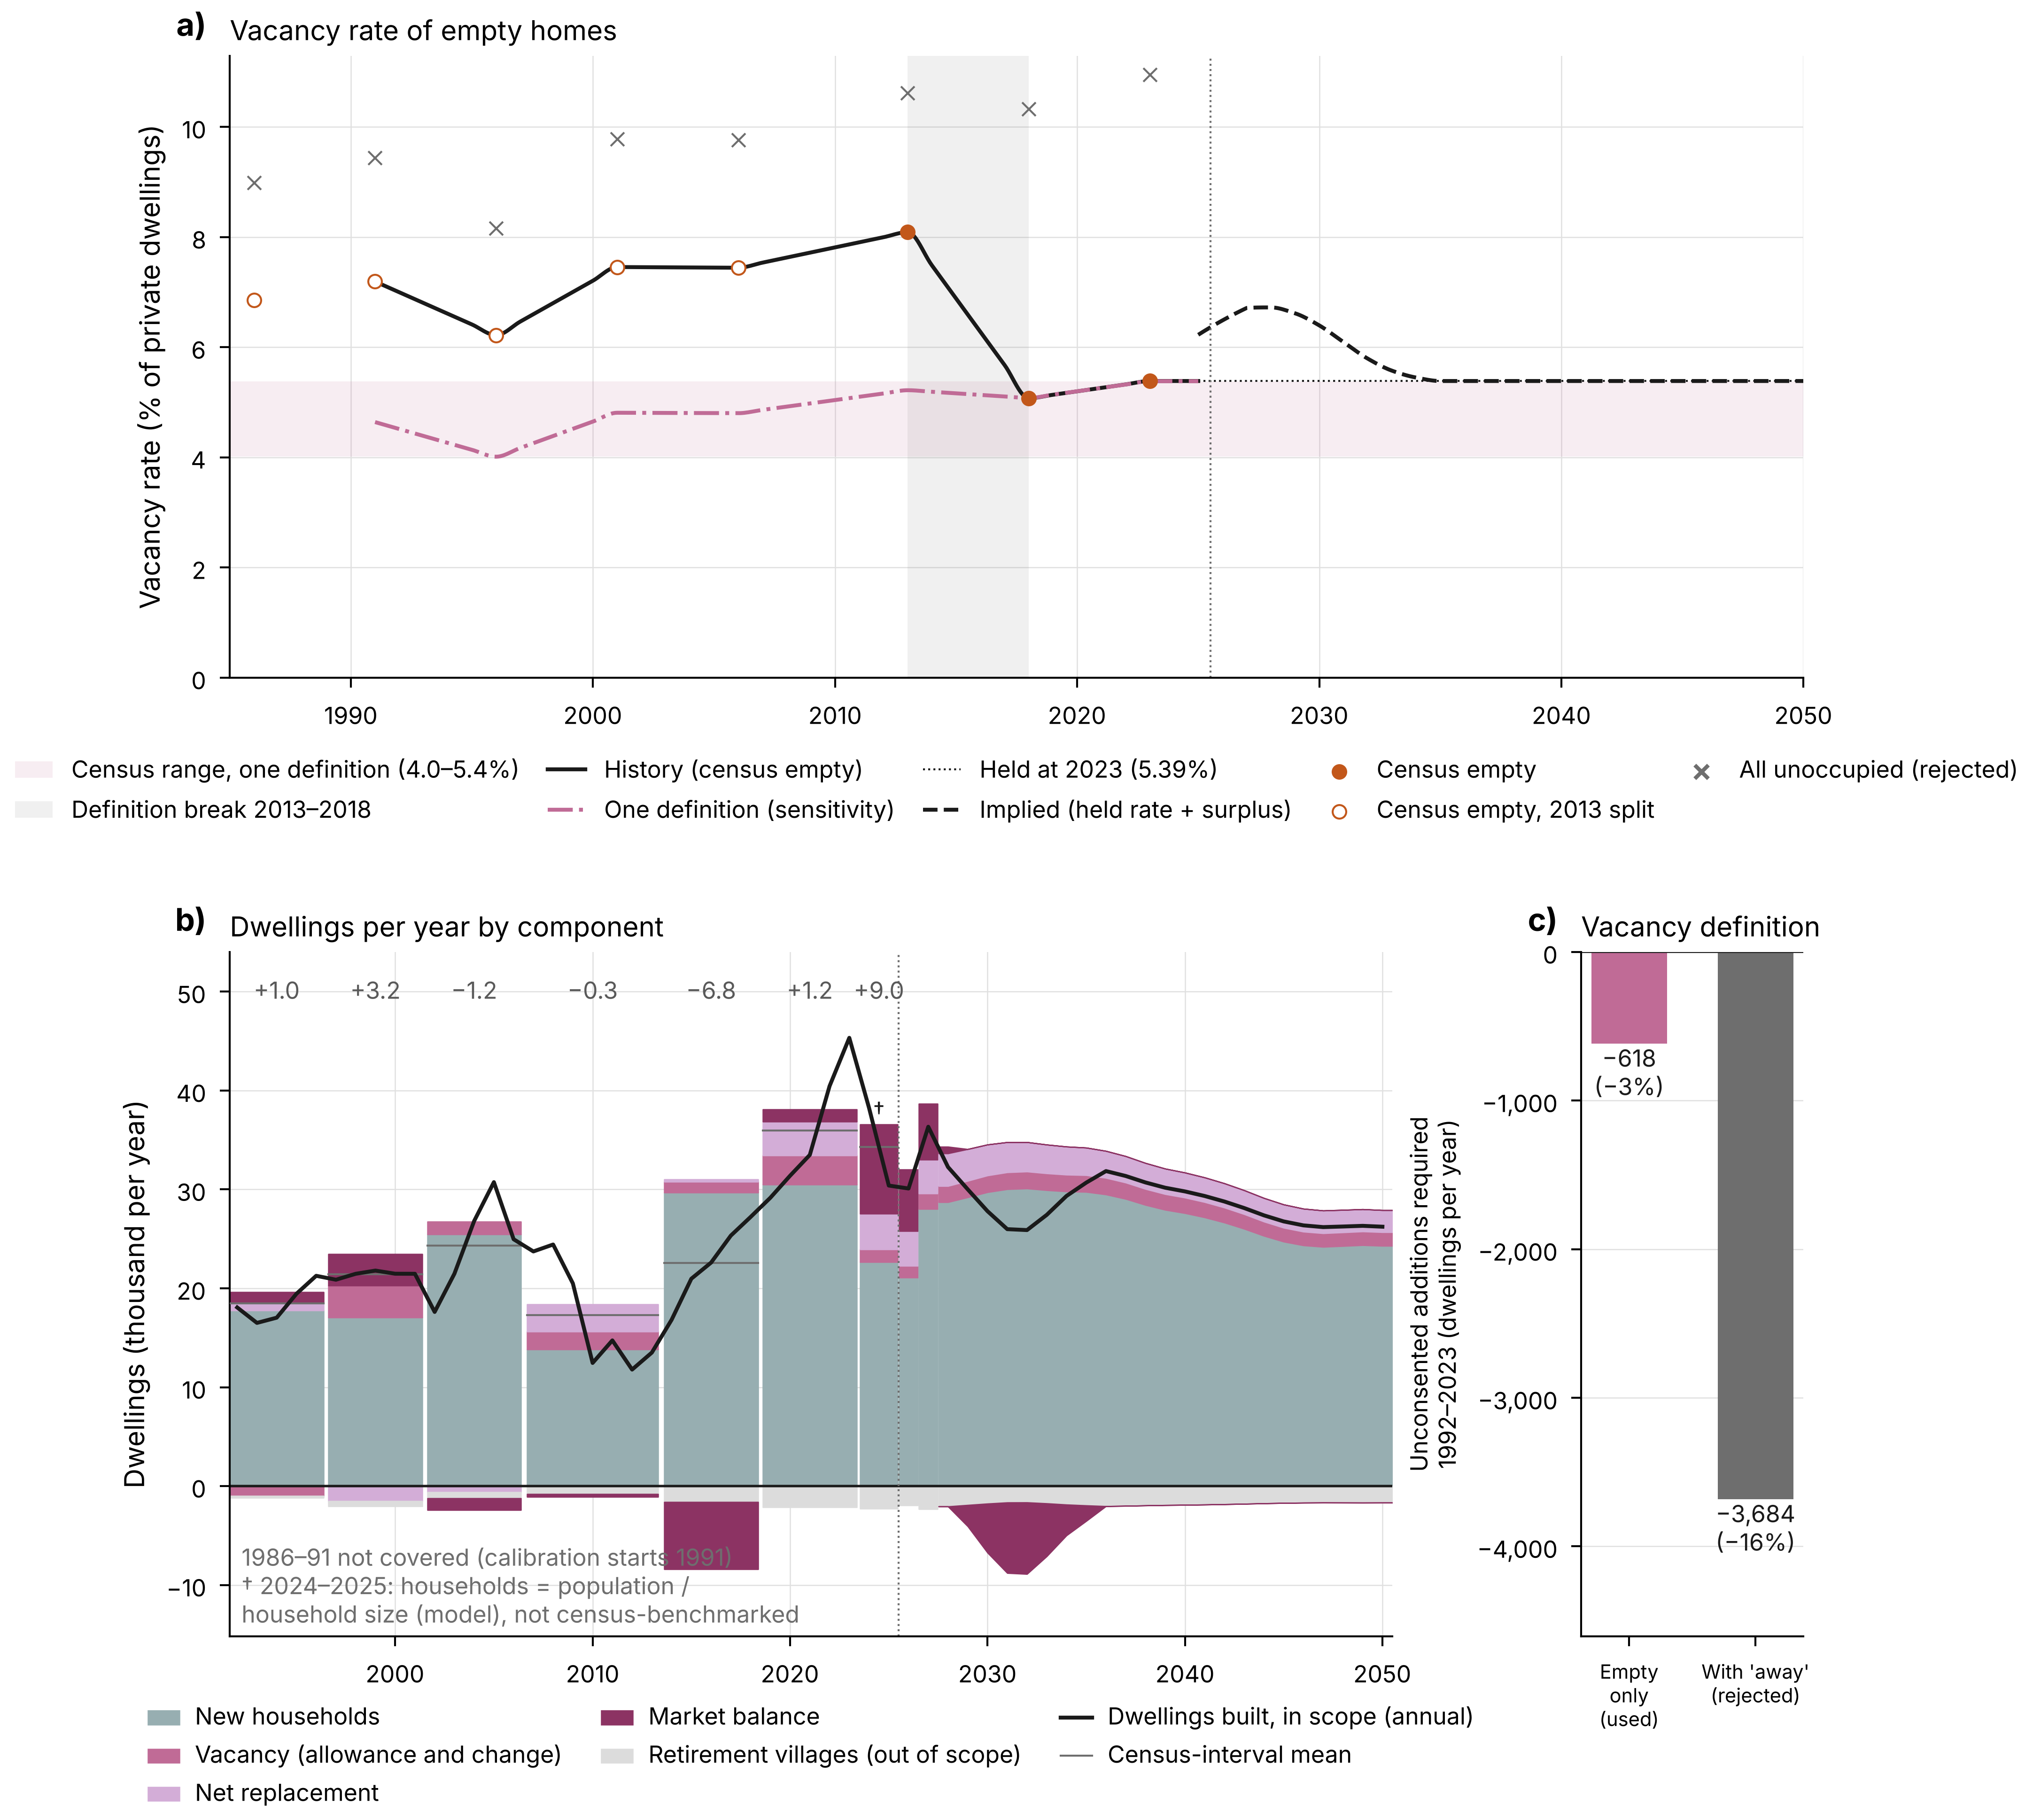 a) Vacancy rate of empty homes
Vacancy rate (% of private dwellings)
10
8
6
4
2
0
1990 2000 2010 2020 2030 2040 2050
Census range, one definition (4.0–5.4%)
Definition break 2013–2018
History (census empty)
One definition (sensitivity)
Held at 2023 (5.39%)
Implied (held rate + surplus)
Census empty
Census empty, 2013 split
All unoccupied (rejected)
b) Dwellings per year by component
Dwellings (thousand per year)
50
40
30
20
10
0
−10
+1.0 +3.2 −1.2 −0.3 −6.8 +1.2 +9.0
†
1986–91 not covered (calibration starts 1991)
† 2024–2025: households = population /
household size (model), not census-benchmarked
2000 2010 2020 2030 2040 2050
New households
Vacancy (allowance and change)
Net replacement
Market balance
Retirement villages (out of scope)
Dwellings built, in scope (annual)
Census-interval mean
c) Vacancy definition
Unconsented additions required
1992–2023 (dwellings per year)
0
−1,000
−2,000
−3,000
−4,000
−618
(−3%)
−3,684
(−16%)
Empty
only
(used)
With 'away'
(rejected)